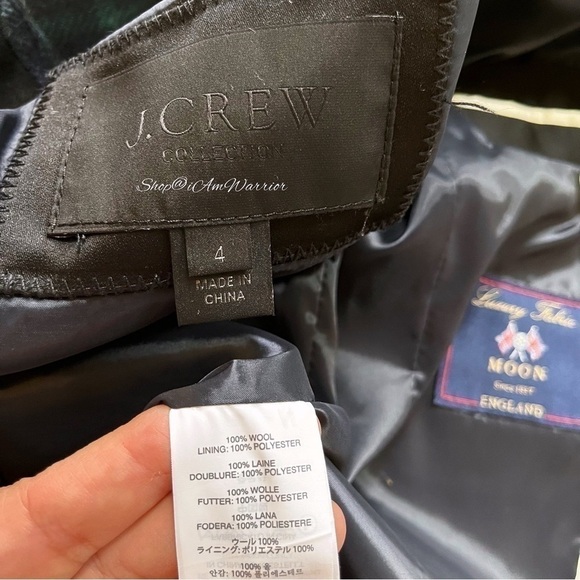 J.CREW
COLLECTION
Shop@iAmWarrior
4
MADE IN
CHINA
Luxury Fabric
MOON
Since 1837
ENGLAND
100% WOOL
LINING: 100% POLYESTER
100% LAINE
DOUBLURE: 100% POLYESTER
100% WOLLE
FUTTER: 100% POLYESTER
100% LANA
FODERA: 100% POLIESTERE
ウール 100%
ライニング: ポリエステル 100%
100% 울
안감: 100% 폴리에스테르